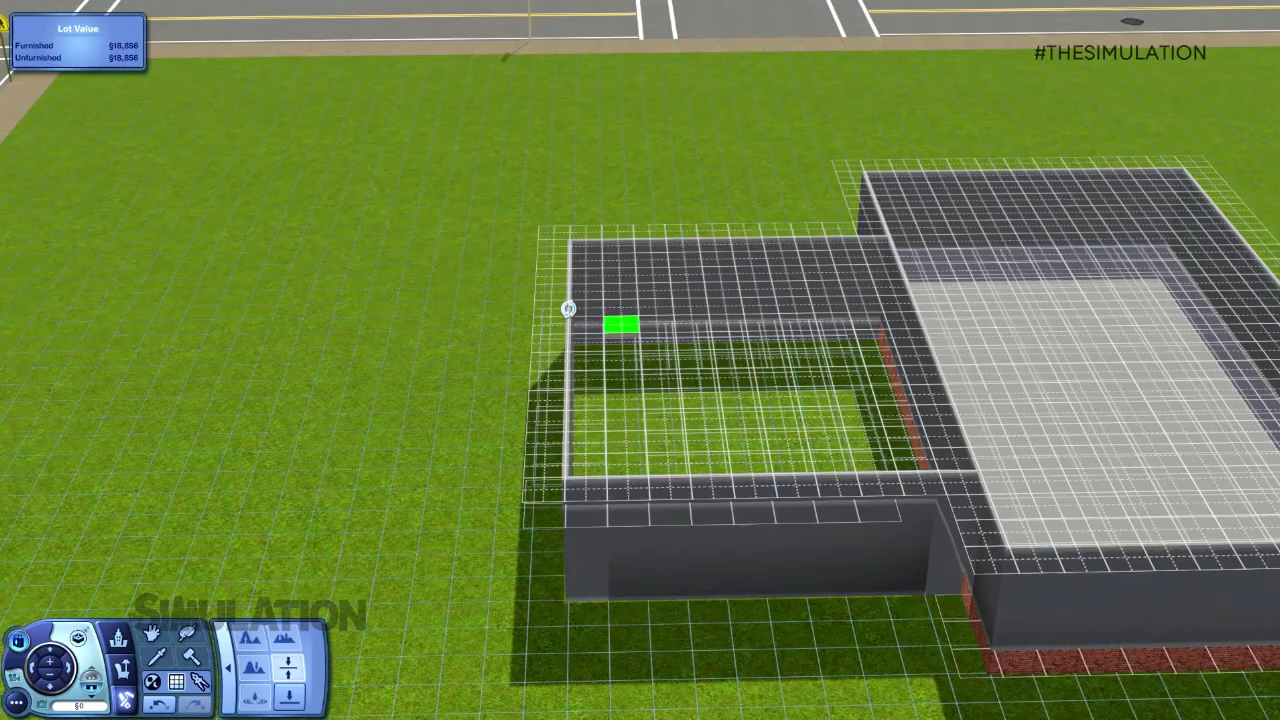 Lot Value
Furnished §18,856
Unfurnished §18,856
#THESIMULATION
SIMULATION
§0